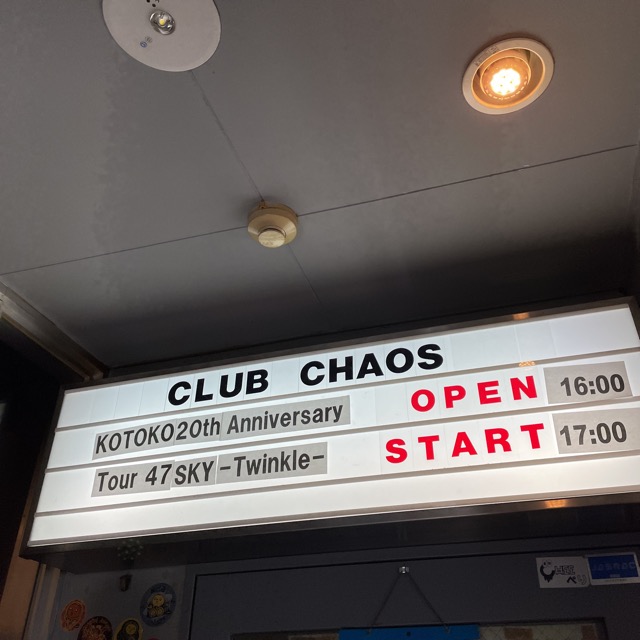 CLUB CHAOS
KOTOKO20th Anniversary
OPEN 16:00
Tour 47SKY -Twinkle-
START 17:00